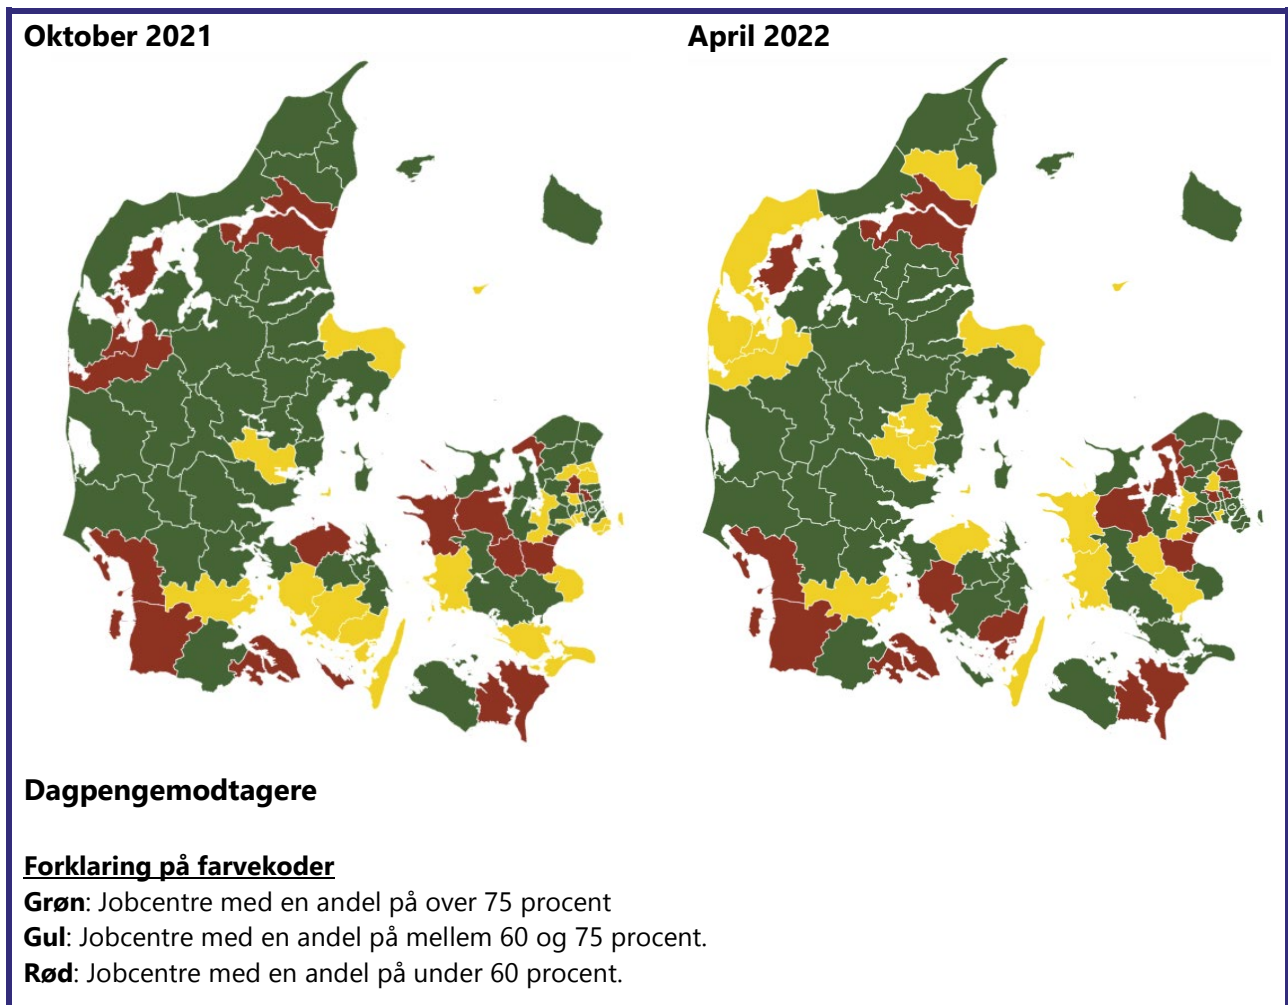 Oktober 2021
April 2022
Dagpengemodtagere
Forklaring på farvekoder
Grøn: Jobcentre med en andel på over 75 procent
Gul: Jobcentre med en andel på mellem 60 og 75 procent.
Rød: Jobcentre med en andel på under 60 procent.